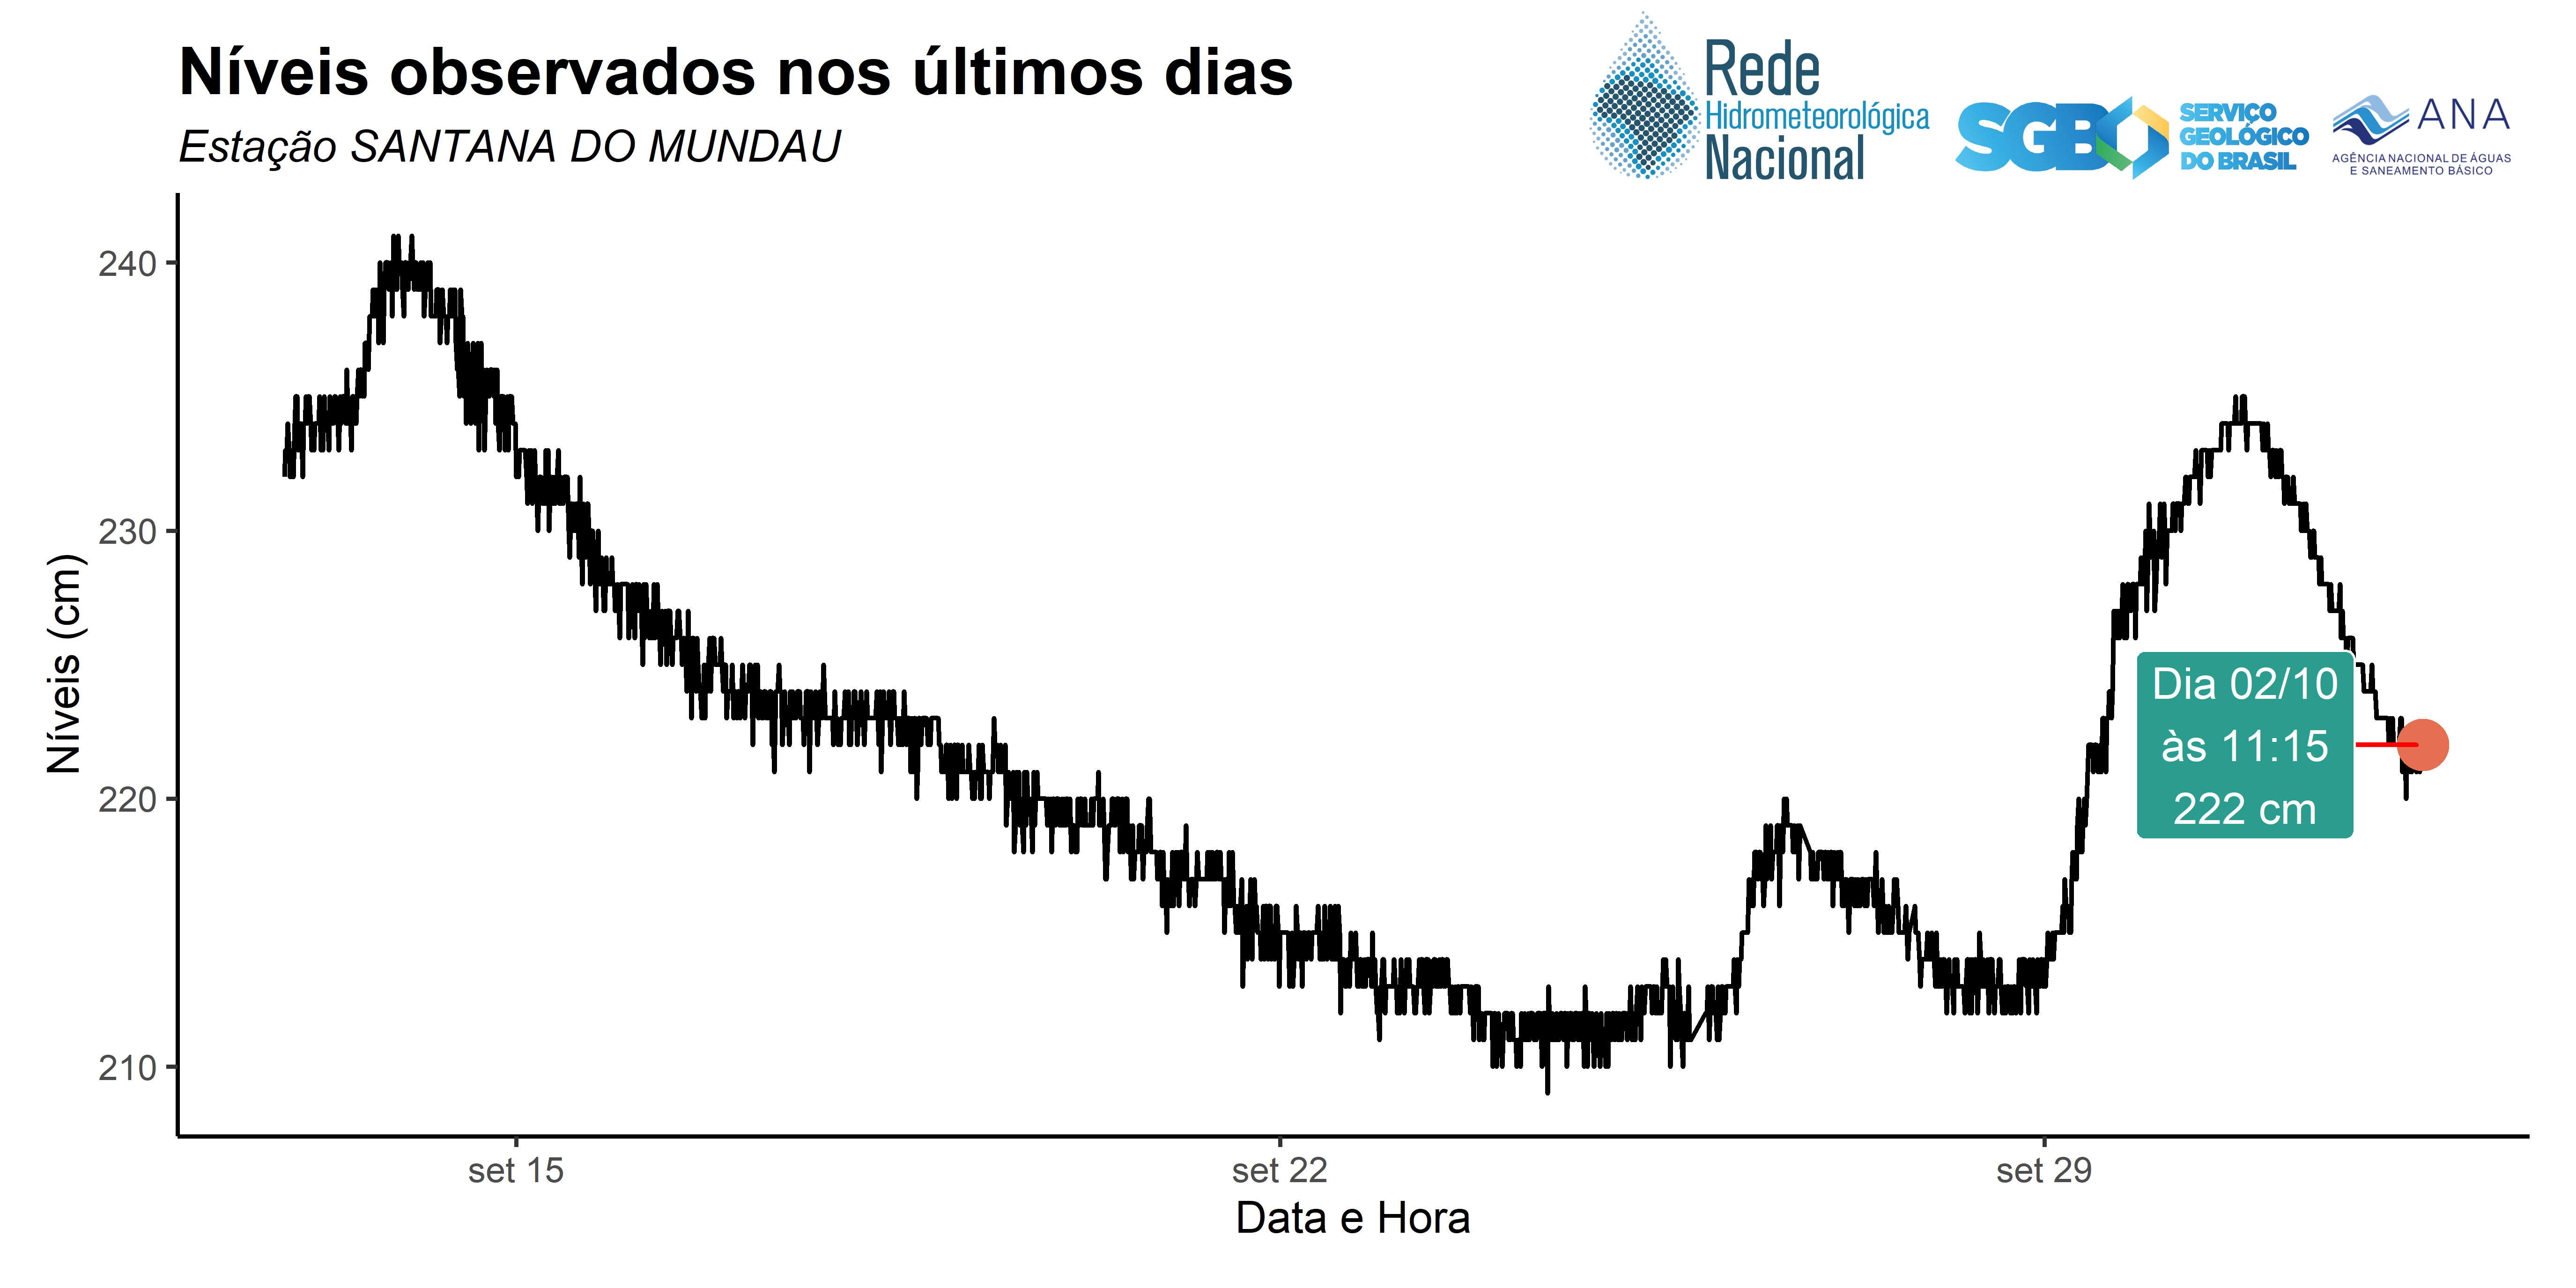 Níveis observados nos últimos dias
Estação SANTANA DO MUNDAU
Rede
Hidrometeorológica
Nacional
SGB
SERVIÇO
GEOLÓGICO
DO BRASIL
ANA
AGÊNCIA NACIONAL DE ÁGUAS
E SANEAMENTO BÁSICO
Níveis (cm)
240
230
220
210
Dia 02/10
às 11:15
222 cm
set 15
set 22
set 29
Data e Hora